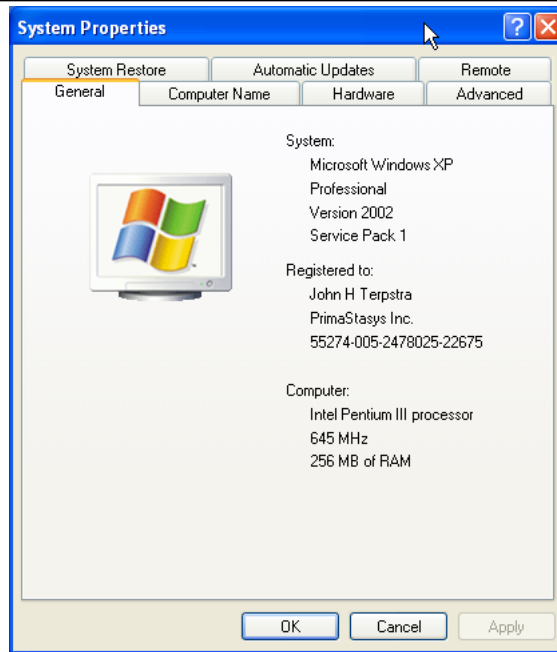 System Properties
System Restore
Automatic Updates
Remote
General
Computer Name
Hardware
Advanced
System:
Microsoft Windows XP
Professional
Version 2002
Service Pack 1
Registered to:
John H Terpstra
PrimaStasys Inc.
55274-005-2478025-22675
Computer:
Intel Pentium III processor
645 MHz
256 MB of RAM
OK
Cancel
Apply